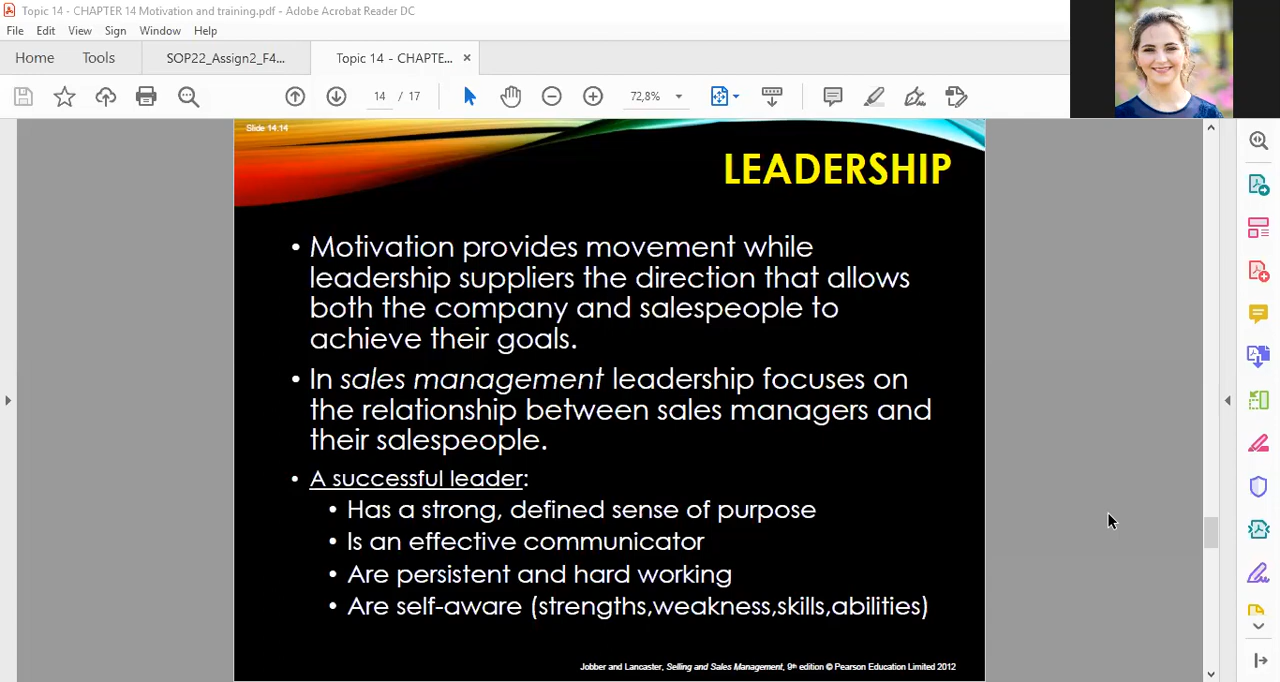 Topic 14 - CHAPTER 14 Motivation and training.pdf - Adobe Acrobat Reader DC
File Edit View Sign Window Help
Home Tools SOP22_Assign2_F4... Topic 14 - CHAPTE... ×
14 / 17 72,8%
Slide 14.14
LEADERSHIP
• Motivation provides movement while
leadership suppliers the direction that allows
both the company and salespeople to
achieve their goals.
• In sales management leadership focuses on
the relationship between sales managers and
their salespeople.
• A successful leader:
• Has a strong, defined sense of purpose
• Is an effective communicator
• Are persistent and hard working
• Are self-aware (strengths,weakness,skills,abilities)
Jobber and Lancaster, Selling and Sales Management, 9th edition © Pearson Education Limited 2012